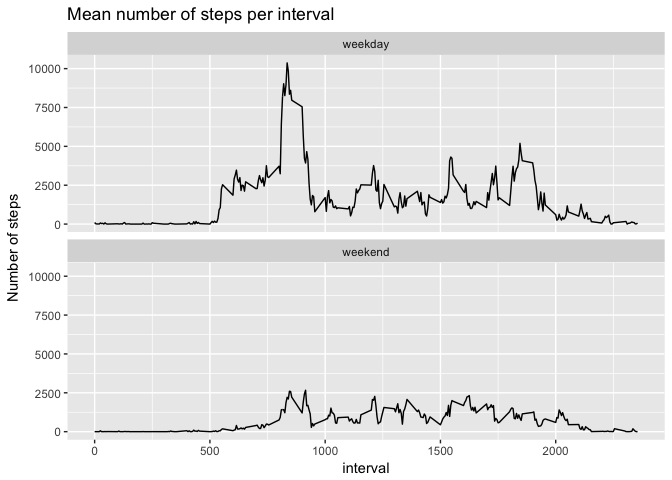 Mean number of steps per interval
weekday
10000
7500
5000
2500
0
weekend
10000
7500
5000
2500
0
Number of steps
0 500 1000 1500 2000
interval